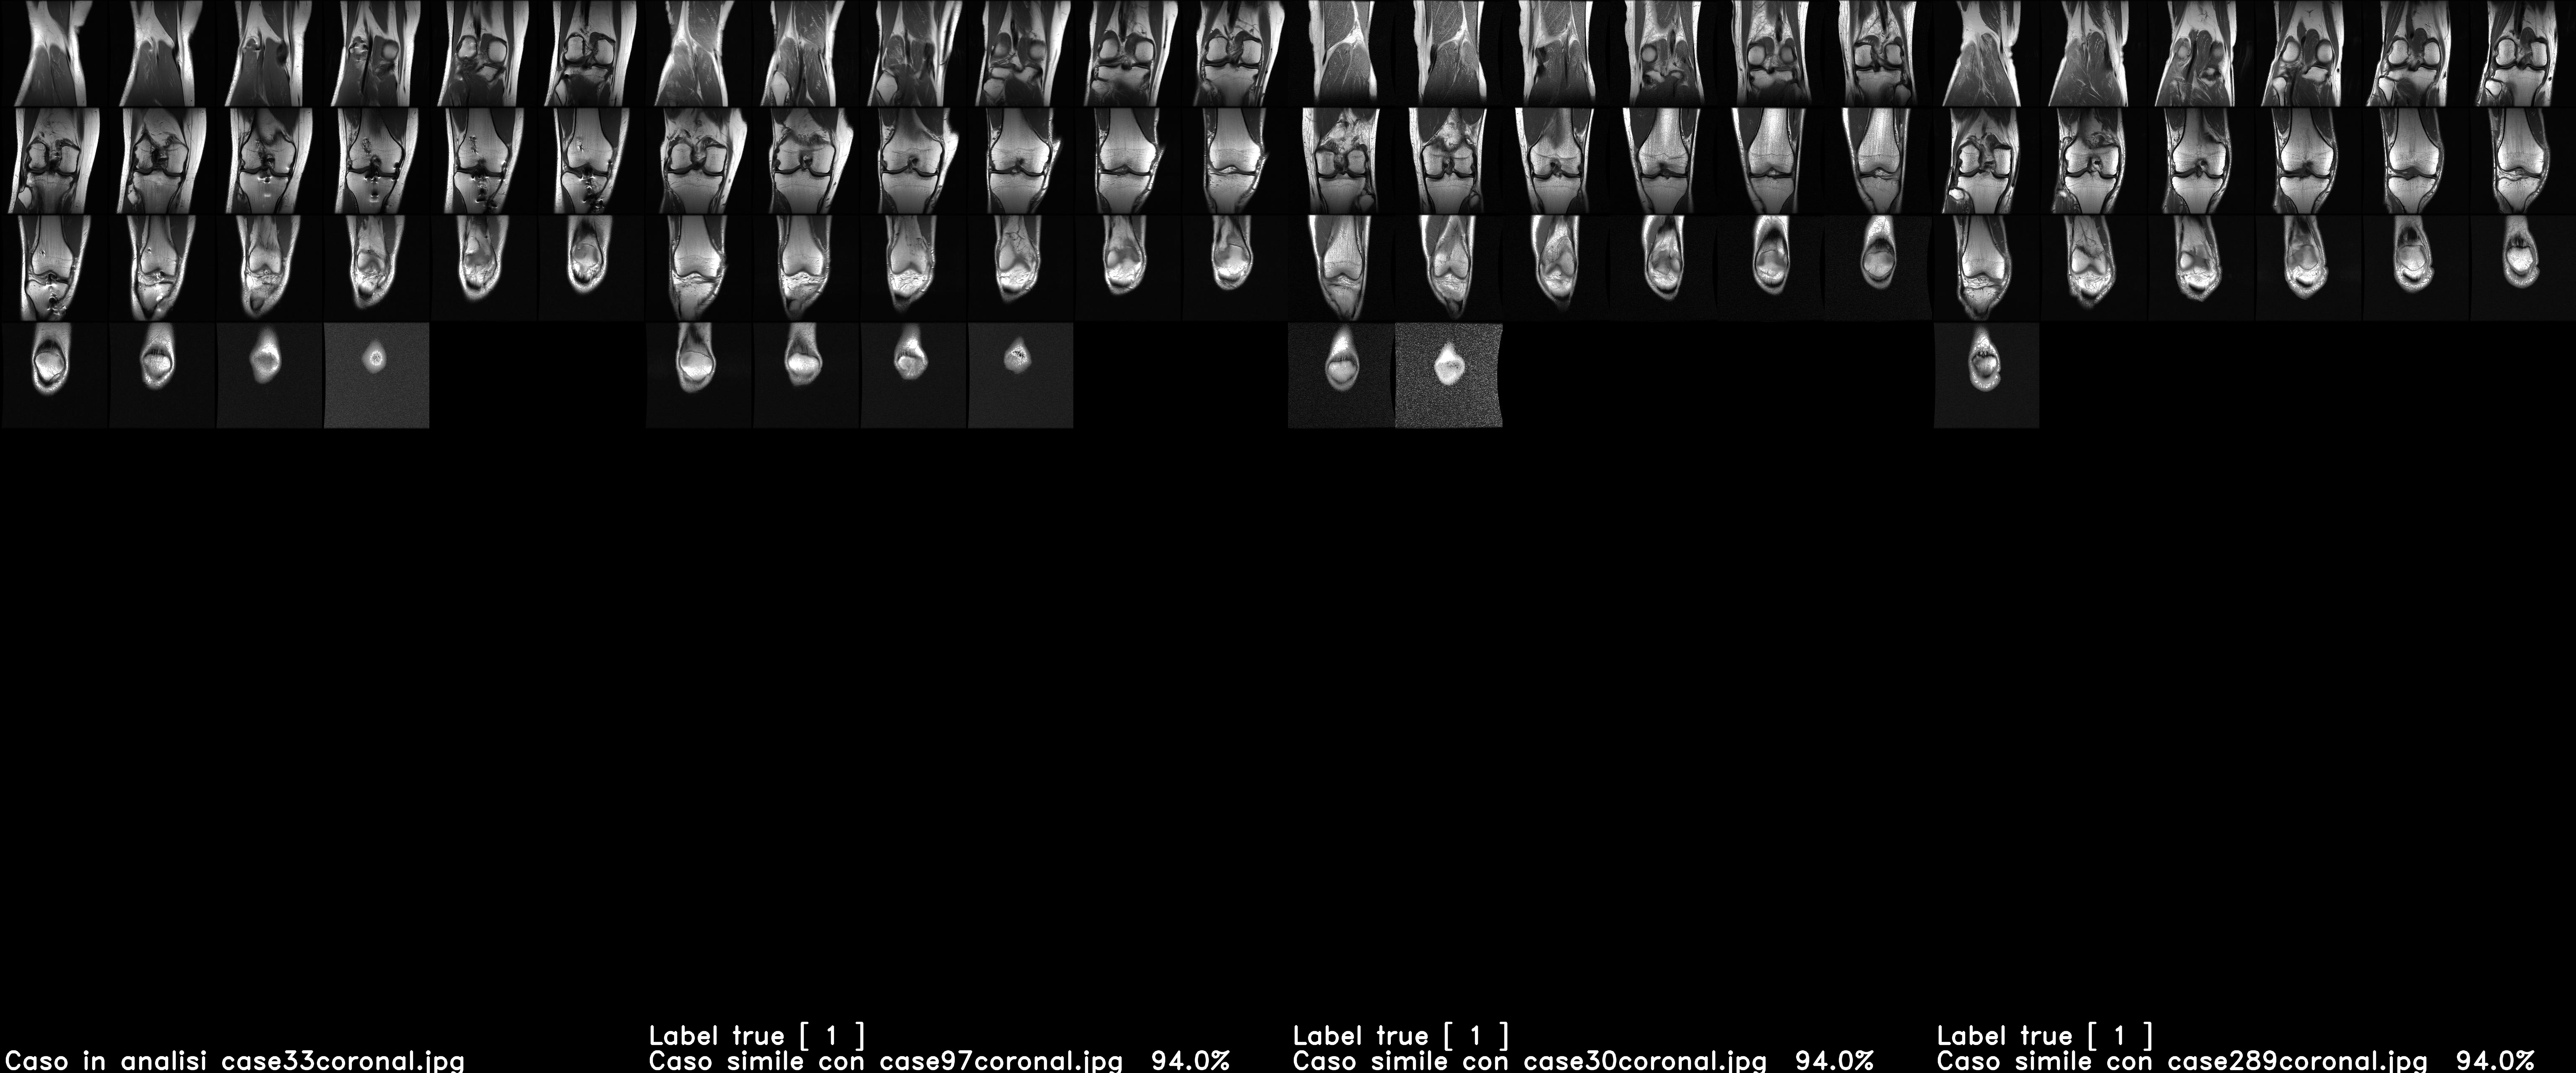 Caso in analisi case33coronal.jpg
Label true [ 1 ]
Caso simile con case97coronal.jpg 94.0%
Label true [ 1 ]
Caso simile con case30coronal.jpg 94.0%
Label true [ 1 ]
Caso simile con case289coronal.jpg 94.0%